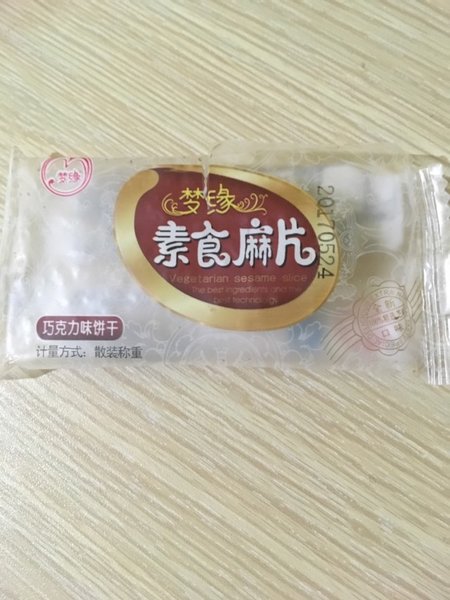 梦缘
梦缘
素食麻片
Vegetarian sesame slice
The best ingredients and the
best technology
20170524
巧克力味饼干
计量方式：散装称重